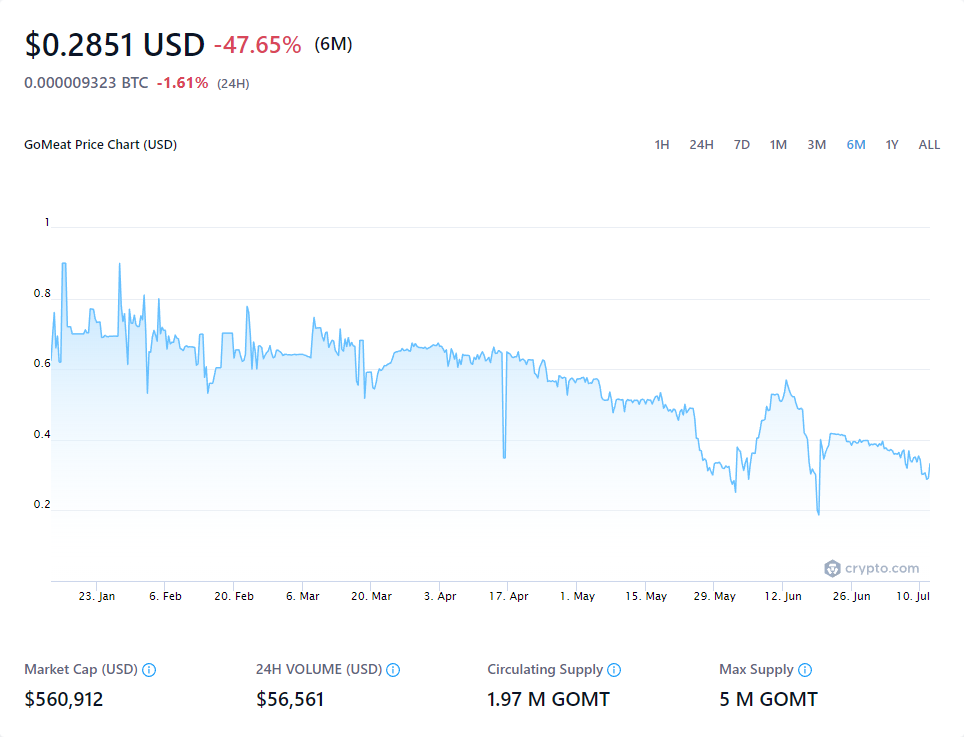 $0.2851 USD -47.65% (6M)
0.000009323 BTC -1.61% (24H)
GoMeat Price Chart (USD) 1H 24H 7D 1M 3M 6M 1Y ALL
1
0.8
0.6
0.4
0.2
crypto.com
23. Jan 6. Feb 20. Feb 6. Mar 20. Mar 3. Apr 17. Apr 1. May 15. May 29. May 12. Jun 26. Jun 10. Jul
Market Cap (USD) 24H VOLUME (USD) Circulating Supply Max Supply
$560,912 $56,561 1.97 M GOMT 5 M GOMT